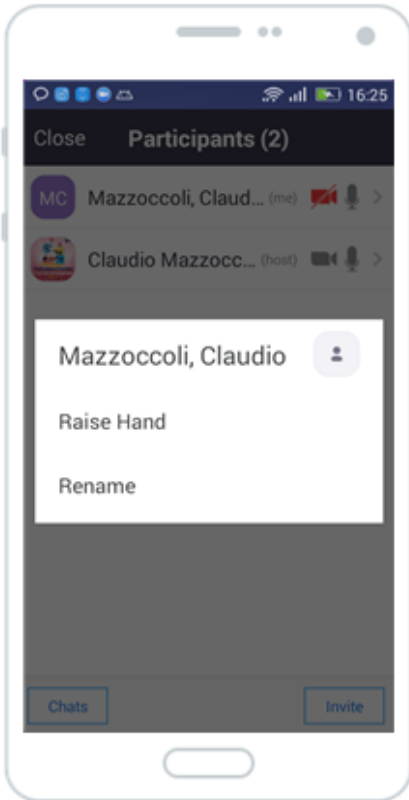 16:25
Close Participants (2)
MC Mazzoccoli, Claud... (me)
Claudio Mazzocc... (host)
Mazzoccoli, Claudio
Raise Hand
Rename
Chats Invite